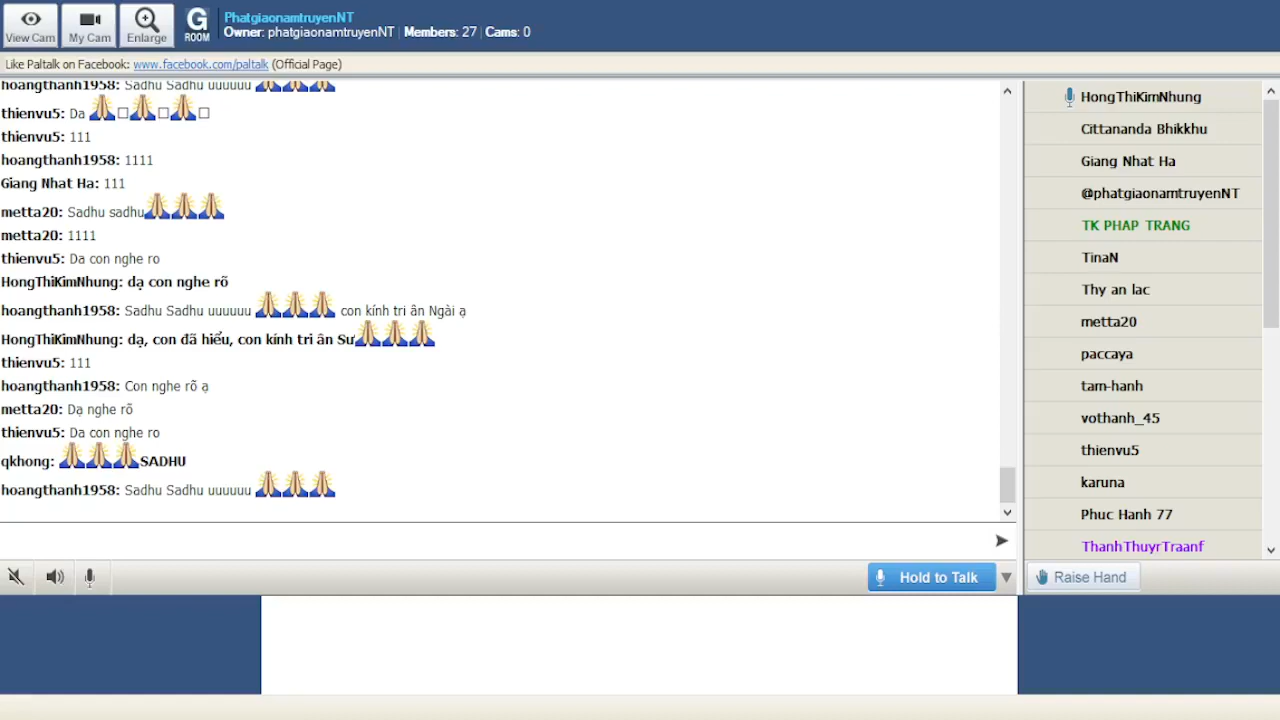 View Cam
My Cam
Enlarge
G
ROOM
PhatgiaonamtruyenNT
Owner: phatgiaonamtruyenNT | Members: 27 | Cams: 0
Like Paltalk on Facebook: www.facebook.com/paltalk (Official Page)
hoangthanh1958: Sadhu Sadhu uuuuuu
thienvu5: Da
thienvu5: 111
hoangthanh1958: 1111
Giang Nhat Ha: 111
metta20: Sadhu sadhu
metta20: 1111
thienvu5: Da con nghe ro
HongThiKimNhung: dạ con nghe rõ
hoangthanh1958: Sadhu Sadhu uuuuuu con kính tri ân Ngài ạ
HongThiKimNhung: dạ, con đã hiểu, con kính tri ân Sư
thienvu5: 111
hoangthanh1958: Con nghe rõ ạ
metta20: Dạ nghe rõ
thienvu5: Da con nghe ro
qkhong: SADHU
hoangthanh1958: Sadhu Sadhu uuuuuu
Hold to Talk
HongThiKimNhung
Cittananda Bhikkhu
Giang Nhat Ha
@phatgiaonamtruyenNT
TK PHAP TRANG
TinaN
Thy an lac
metta20
paccaya
tam-hanh
vothanh_45
thienvu5
karuna
Phuc Hanh 77
ThanhThuyrTraanf
Raise Hand